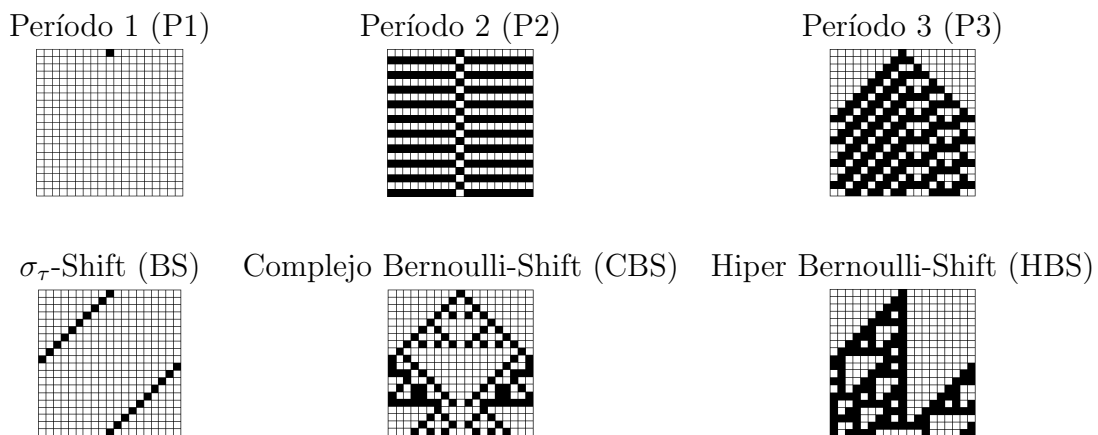 Período 1 (P1) Período 2 (P2) Período 3 (P3)
σ_τ-Shift (BS) Complejo Bernoulli-Shift (CBS) Hiper Bernoulli-Shift (HBS)